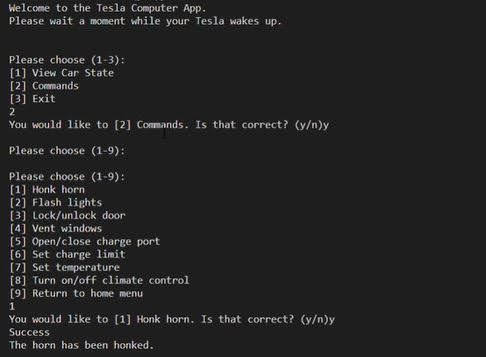 Welcome to the Tesla Computer App.
Please wait a moment while your Tesla wakes up.
Please choose (1-3):
[1] View Car State
[2] Commands
[3] Exit
2
You would like to [2] Commands. Is that correct? (y/n)y
Please choose (1-9):
Please choose (1-9):
[1] Honk horn
[2] Flash lights
[3] Lock/unlock door
[4] Vent windows
[5] Open/close charge port
[6] Set charge limit
[7] Set temperature
[8] Turn on/off climate control
[9] Return to home menu
1
You would like to [1] Honk horn. Is that correct? (y/n)y
Success
The horn has been honked.